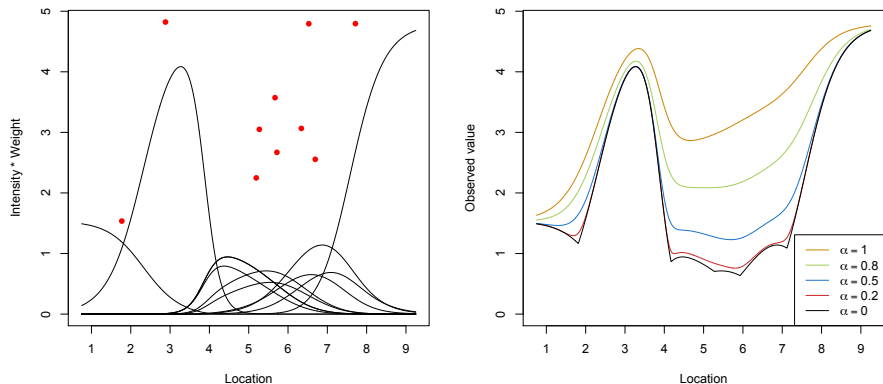 Intensity * Weight
5
4
3
2
1
0
1 2 3 4 5 6 7 8 9
Location
Observed value
5
4
3
2
1
0
1 2 3 4 5 6 7 8 9
Location
α = 1
α = 0.8
α = 0.5
α = 0.2
α = 0